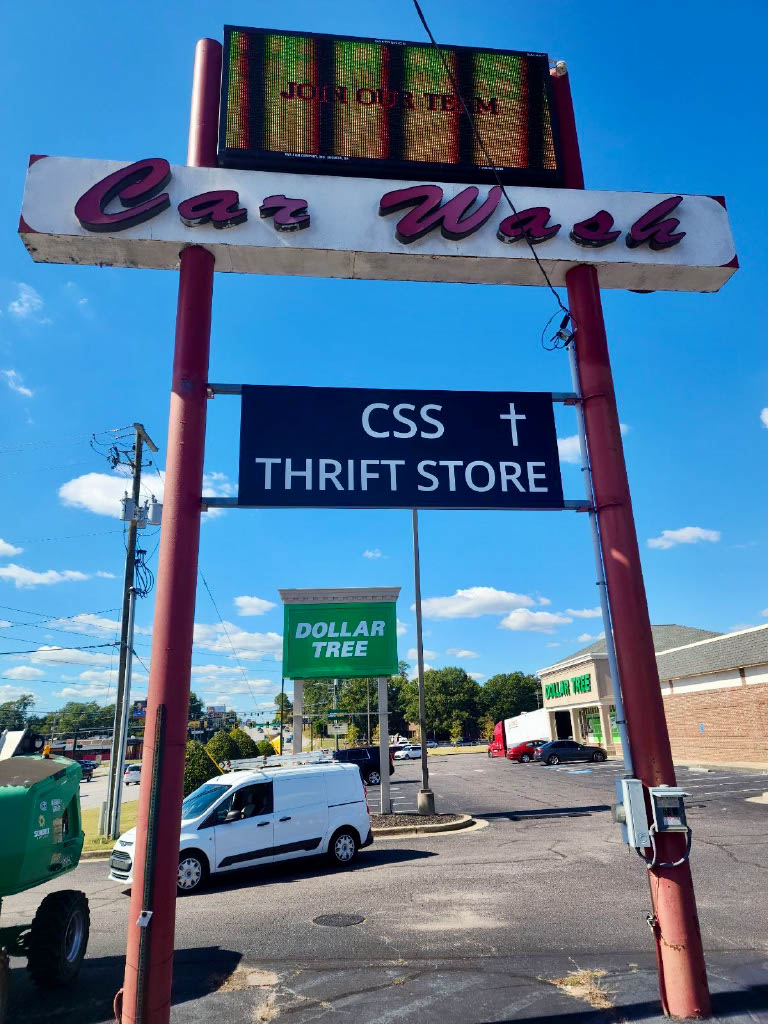 JOIN OUR TEAM
Car Wash
CSS
THRIFT STORE
DOLLAR
TREE
DOLLAR TREE